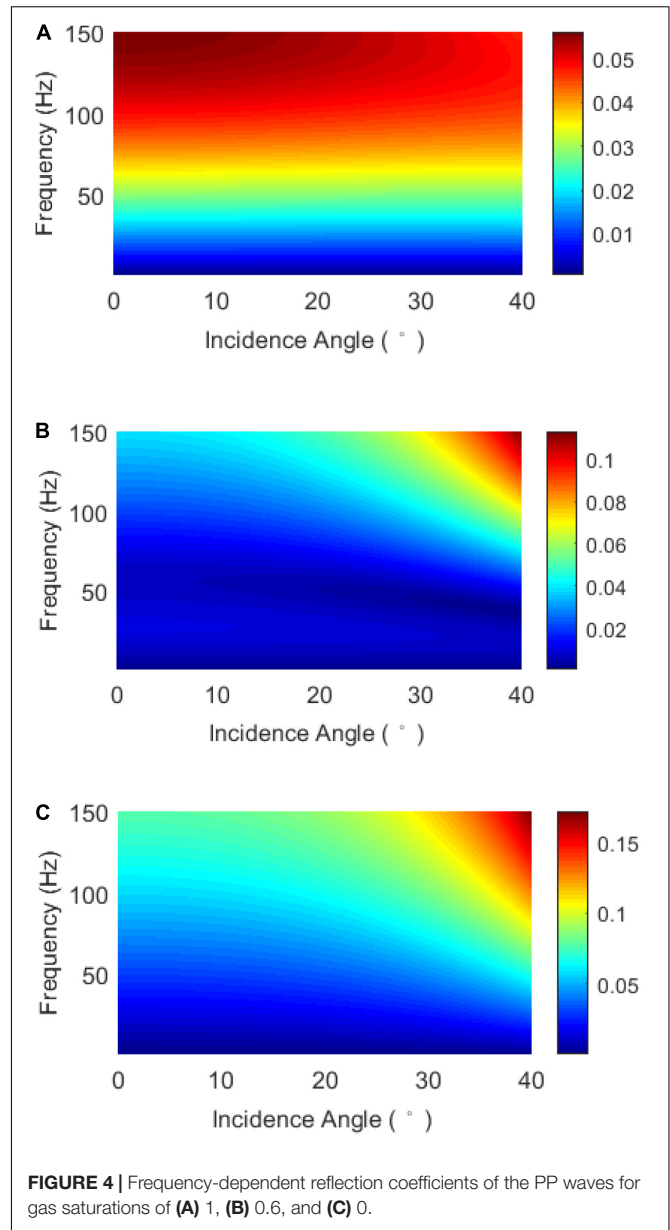 A
150
100
50
Frequency (Hz)
0 10 20 30 40
Incidence Angle ( ° )
0.05
0.04
0.03
0.02
0.01
B
150
100
50
Frequency (Hz)
0 10 20 30 40
Incidence Angle ( ° )
0.1
0.08
0.06
0.04
0.02
C
150
100
50
Frequency (Hz)
0 10 20 30 40
Incidence Angle ( ° )
0.15
0.1
0.05
FIGURE 4 | Frequency-dependent reflection coefficients of the PP waves for
gas saturations of (A) 1, (B) 0.6, and (C) 0.